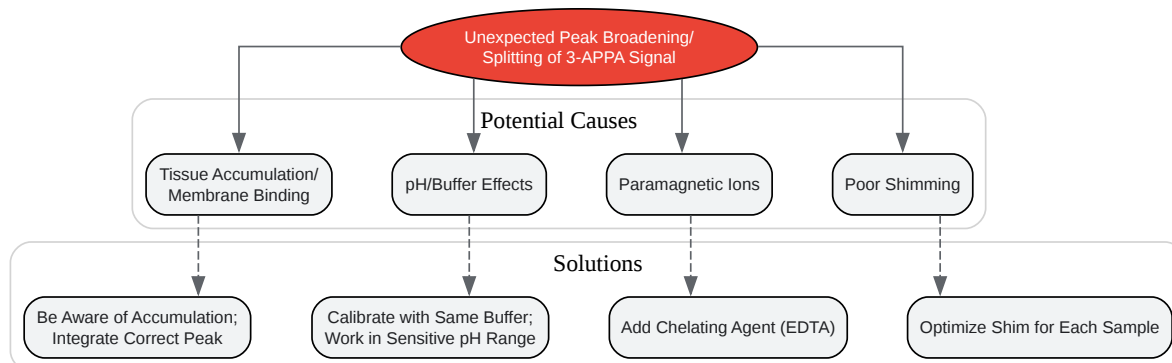 Unexpected Peak Broadening/
Splitting of 3-APPA Signal
Potential Causes
Tissue Accumulation/
Membrane Binding
pH/Buffer Effects
Paramagnetic Ions
Poor Shimming
Solutions
Be Aware of Accumulation;
Integrate Correct Peak
Calibrate with Same Buffer;
Work in Sensitive pH Range
Add Chelating Agent (EDTA)
Optimize Shim for Each Sample